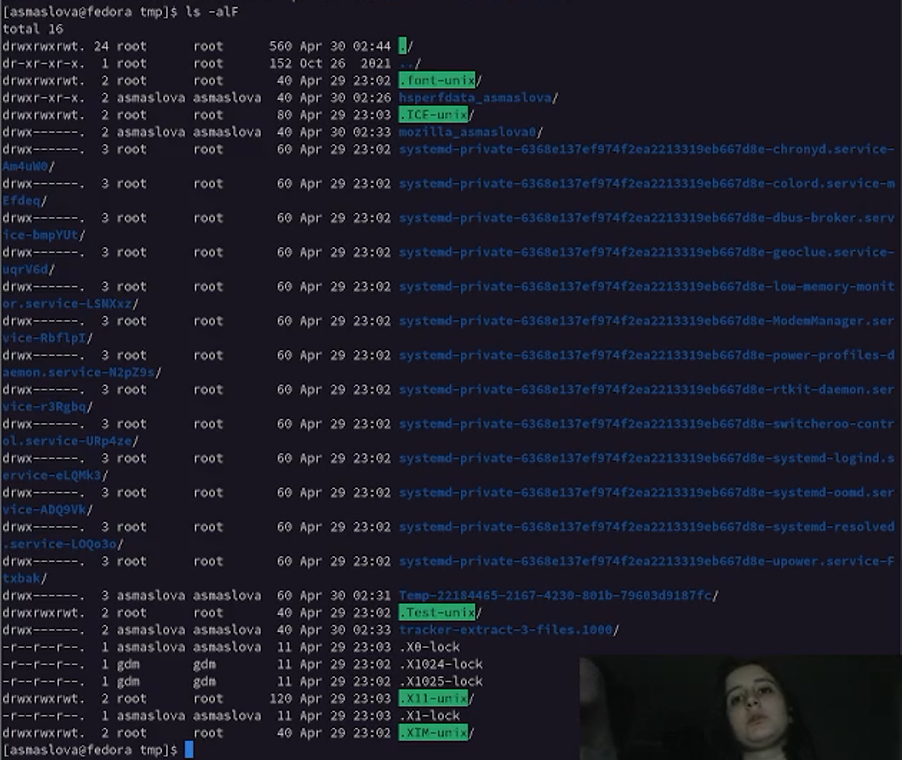 [asmaslova@fedora tmp]$ ls -alF
total 16
drwxrwxrwt. 24 root      root      560 Apr 30 02:44 ./
dr-xr-xr-x.  1 root      root      152 Oct 26  2021 ../
drwxrwxrwt.  2 root      root       40 Apr 29 23:02 .font-unix/
drwxr-xr-x.  2 asmaslova asmaslova  40 Apr 30 02:26 hsperfdata_asmaslova/
drwxrwxrwt.  2 root      root       80 Apr 29 23:03 .ICE-unix/
drwx------.  2 asmaslova asmaslova  40 Apr 30 02:33 mozilla_asmaslova0/
drwx------.  3 root      root       60 Apr 29 23:02 systemd-private-6368e137ef974f2ea2213319eb667d8e-chronyd.service-
Am4uW0/
drwx------.  3 root      root       60 Apr 29 23:02 systemd-private-6368e137ef974f2ea2213319eb667d8e-colord.service-m
Efdeq/
drwx------.  3 root      root       60 Apr 29 23:02 systemd-private-6368e137ef974f2ea2213319eb667d8e-dbus-broker.serv
ice-bmpYUt/
drwx------.  3 root      root       60 Apr 29 23:02 systemd-private-6368e137ef974f2ea2213319eb667d8e-geoclue.service-
uqrV6d/
drwx------.  3 root      root       60 Apr 29 23:02 systemd-private-6368e137ef974f2ea2213319eb667d8e-low-memory-monit
or.service-LSNXxz/
drwx------.  3 root      root       60 Apr 29 23:02 systemd-private-6368e137ef974f2ea2213319eb667d8e-ModemManager.ser
vice-RbflpI/
drwx------.  3 root      root       60 Apr 29 23:02 systemd-private-6368e137ef974f2ea2213319eb667d8e-power-profiles-d
aemon.service-N2pZ9s/
drwx------.  3 root      root       60 Apr 29 23:02 systemd-private-6368e137ef974f2ea2213319eb667d8e-rtkit-daemon.ser
vice-r3Rgbq/
drwx------.  3 root      root       60 Apr 29 23:02 systemd-private-6368e137ef974f2ea2213319eb667d8e-switcheroo-contr
ol.service-URp4ze/
drwx------.  3 root      root       60 Apr 29 23:02 systemd-private-6368e137ef974f2ea2213319eb667d8e-systemd-logind.s
ervice-eLQMk3/
drwx------.  3 root      root       60 Apr 29 23:02 systemd-private-6368e137ef974f2ea2213319eb667d8e-systemd-oomd.ser
vice-ADQ9Vk/
drwx------.  3 root      root       60 Apr 29 23:02 systemd-private-6368e137ef974f2ea2213319eb667d8e-systemd-resolved
.service-LOQo3o/
drwx------.  3 root      root       60 Apr 29 23:02 systemd-private-6368e137ef974f2ea2213319eb667d8e-upower.service-F
txbak/
drwx------.  3 asmaslova asmaslova  60 Apr 30 02:31 Temp-22184465-2167-4230-801b-79603d9187fc/
drwxrwxrwt.  2 root      root       40 Apr 29 23:02 .Test-unix/
drwx------.  2 asmaslova asmaslova  40 Apr 30 02:33 tracker-extract-3-files.1000/
-r--r--r--.  1 asmaslova asmaslova  11 Apr 29 23:03 .X0-lock
-r--r--r--.  1 gdm       gdm        11 Apr 29 23:02 .X1024-lock
-r--r--r--.  1 gdm       gdm        11 Apr 29 23:02 .X1025-lock
drwxrwxrwt.  2 root      root      120 Apr 29 23:03 .X11-unix/
-r--r--r--.  1 asmaslova asmaslova  11 Apr 29 23:03 .X1-lock
drwxrwxrwt.  2 root      root       40 Apr 29 23:02 .XIM-unix/
[asmaslova@fedora tmp]$